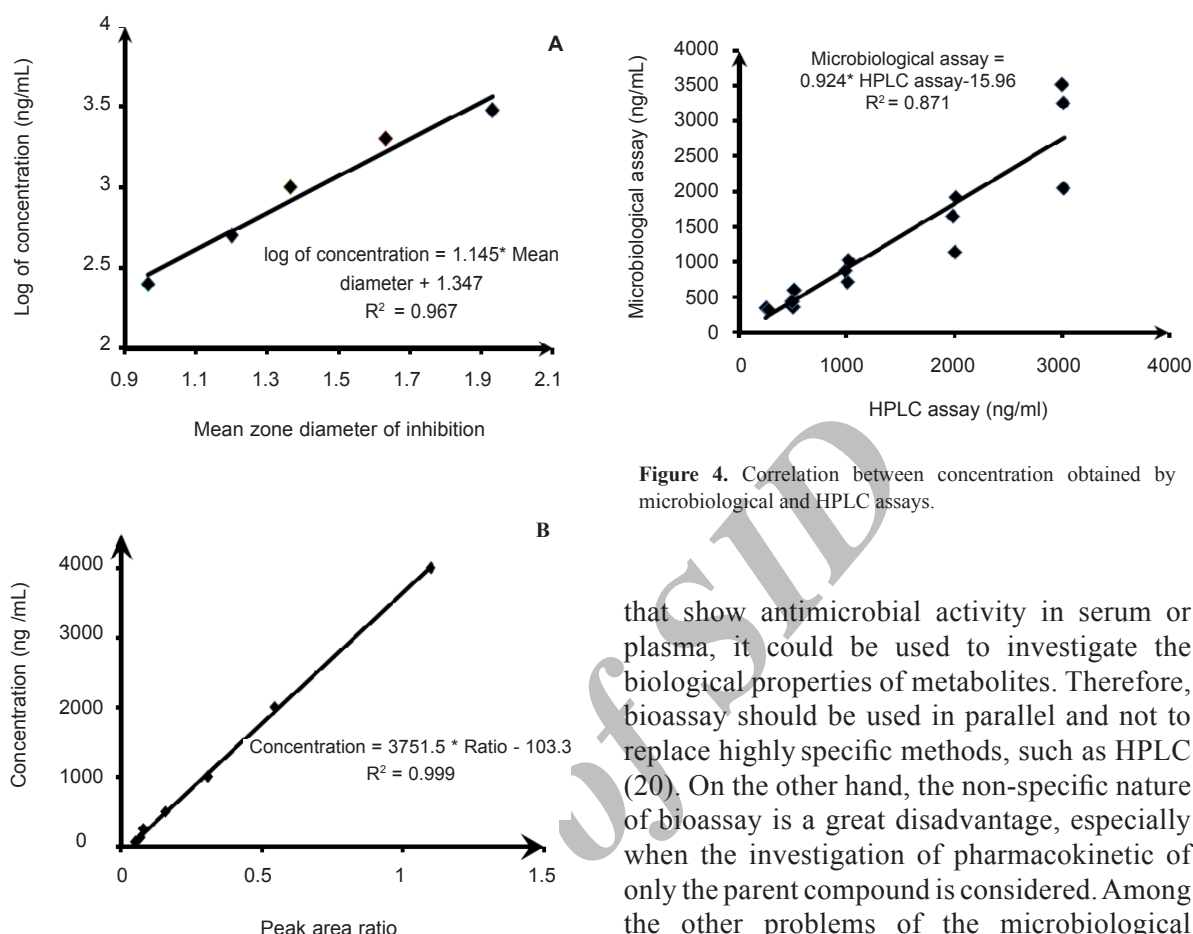 A
Log of concentration (ng/mL)
4
3.5
3
2.5
2
log of concentration = 1.145* Mean
diameter + 1.347
R² = 0.967
0.9 1.1 1.3 1.5 1.7 1.9 2.1
Mean zone diameter of inhibition
B
Concentration (ng /mL)
4000
3000
2000
1000
0
Concentration = 3751.5 * Ratio - 103.3
R² = 0.999
0 0.5 1 1.5
Peak area ratio
Microbiological assay (ng/mL)
4000
3500
3000
2500
2000
1500
1000
500
0
Microbiological assay =
0.924* HPLC assay-15.96
R² = 0.871
0 1000 2000 3000 4000
HPLC assay (ng/ml)
Figure 4. Correlation between concentration obtained by
microbiological and HPLC assays.
that show antimicrobial activity in serum or
plasma, it could be used to investigate the
biological properties of metabolites. Therefore,
bioassay should be used in parallel and not to
replace highly specific methods, such as HPLC
(20). On the other hand, the non-specific nature
of bioassay is a great disadvantage, especially
when the investigation of pharmacokinetic of
only the parent compound is considered. Among
the other problems of the microbiological
of SID